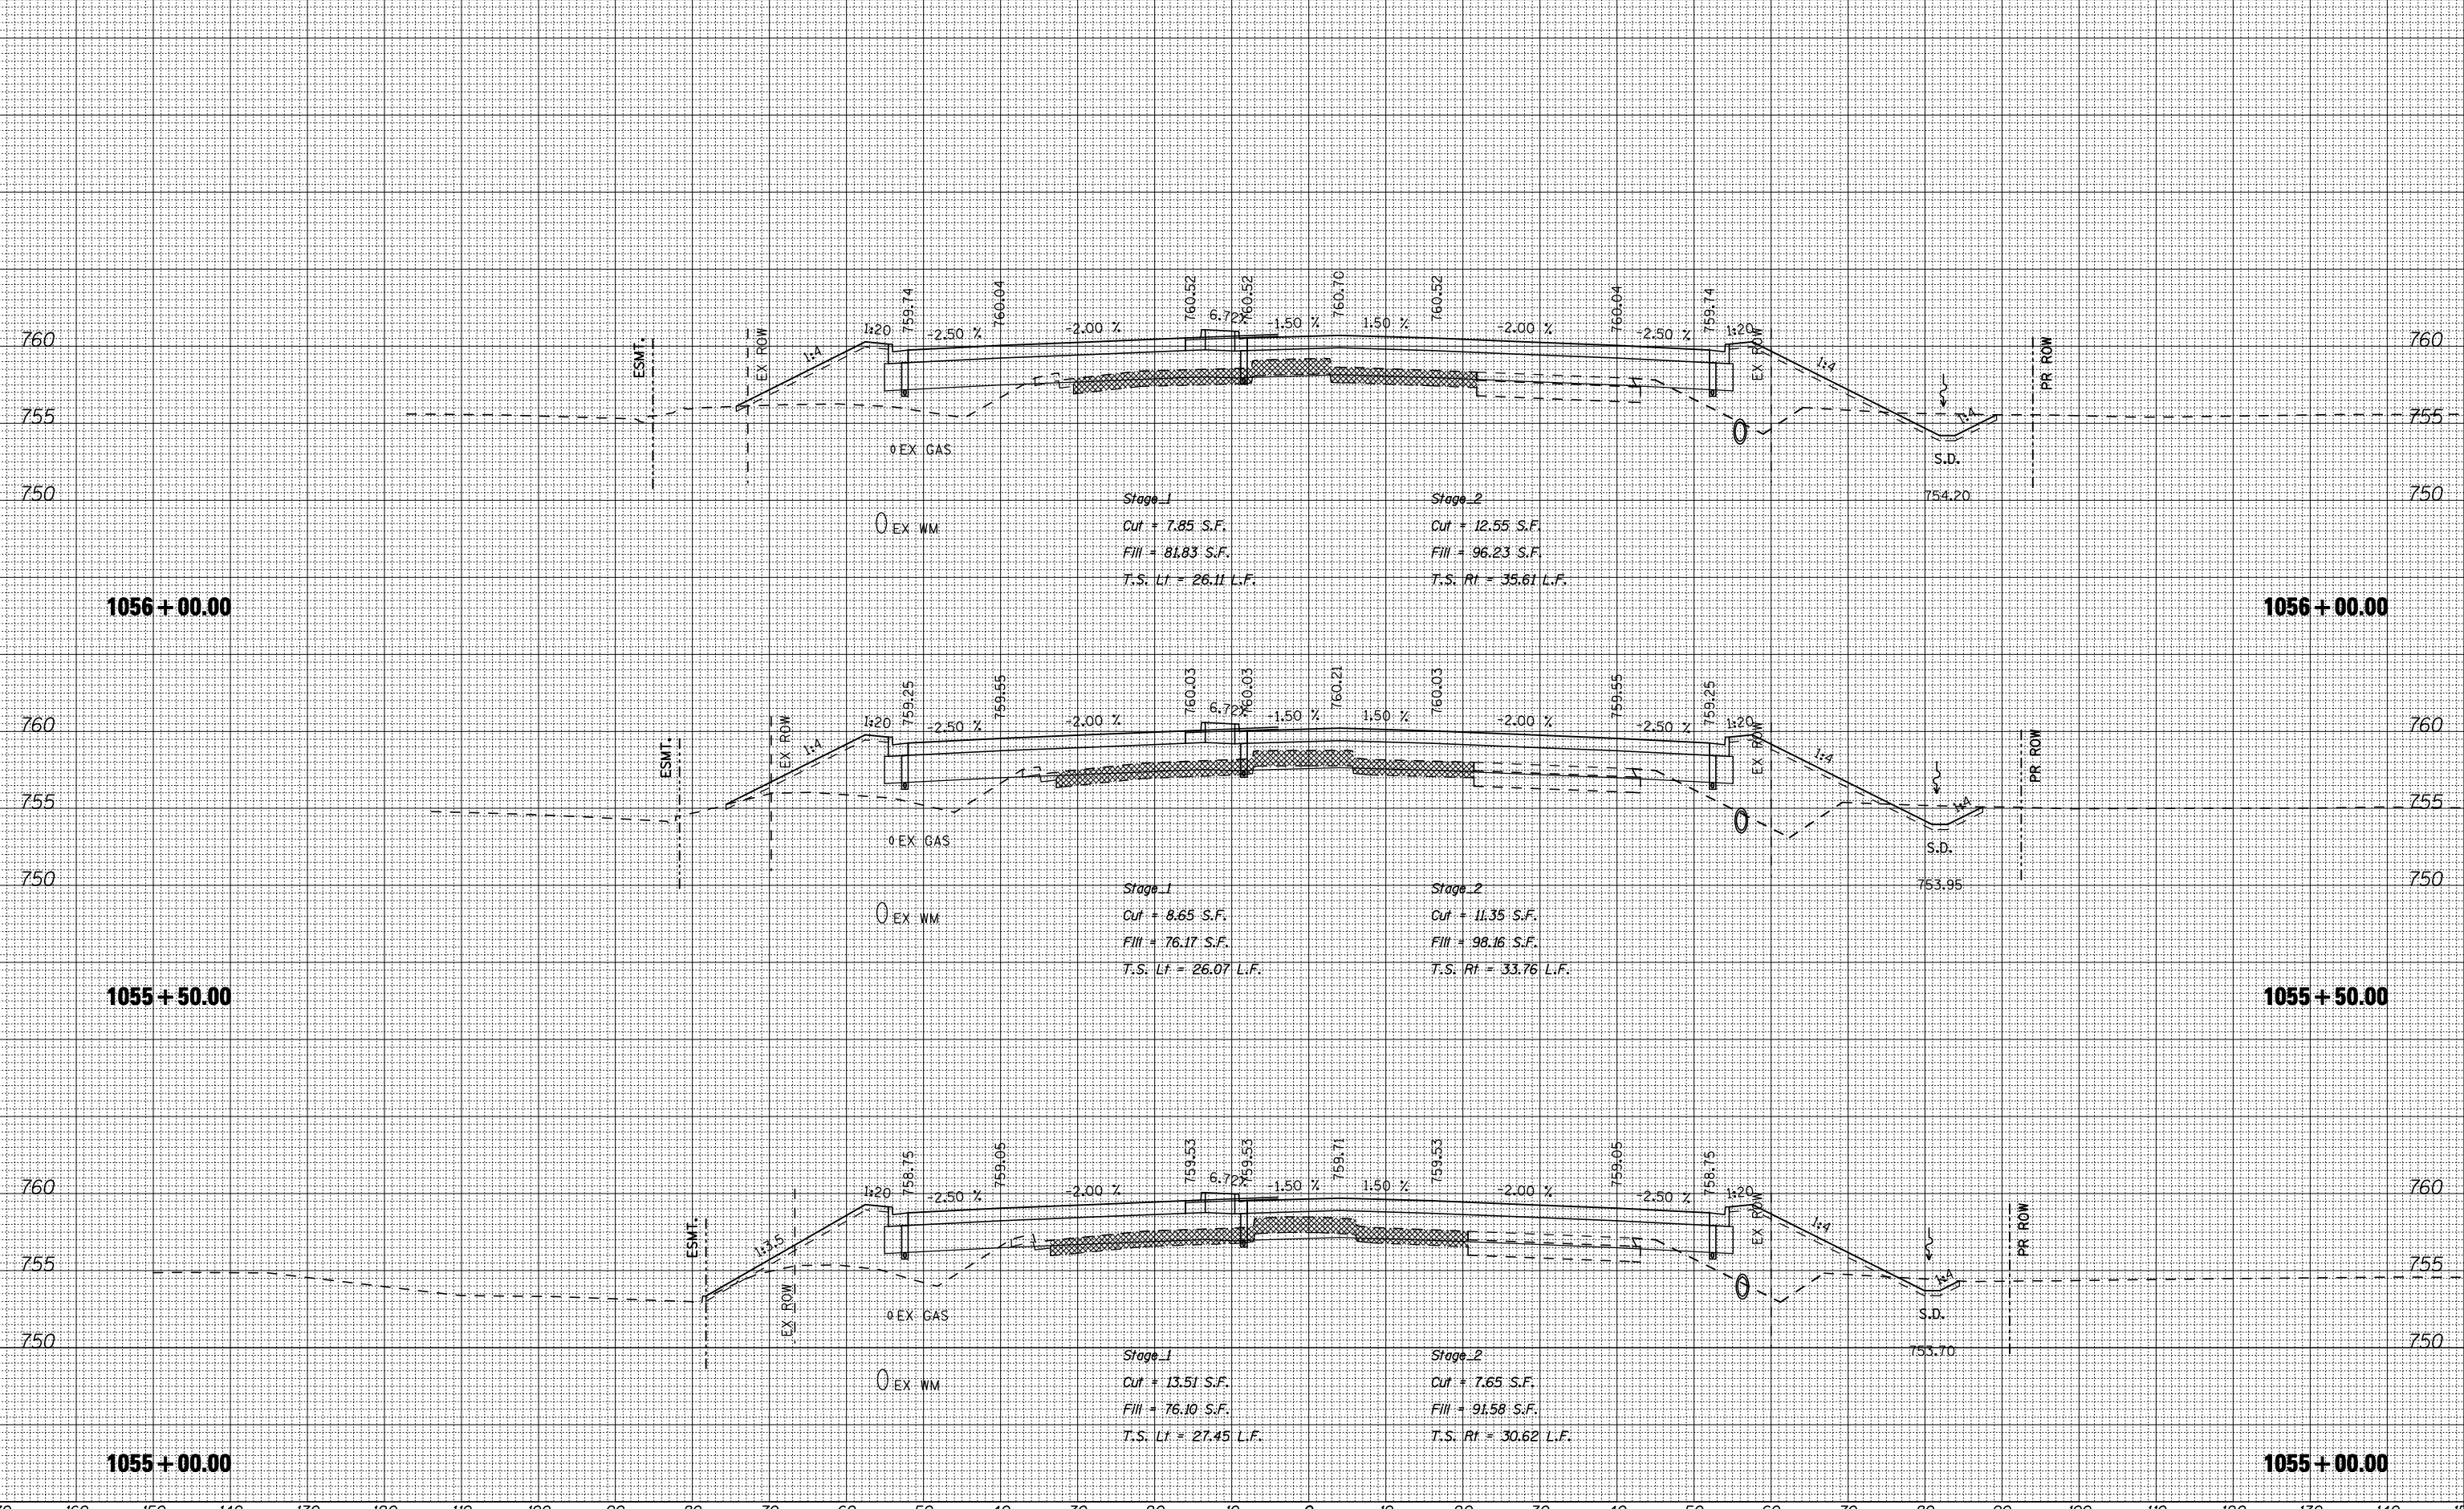 760.52 760.52 760.70 760.52
759.74 760.04 760.04 759.74
6.72%
1:20 -2.50 % -2.00 % -1.50 % 1.50 % -2.00 % -2.50 % 1:20
760 ESMT. EX ROW 1:4 EX ROW 1:4 PR ROW 760
755 1:4 755
EX GAS S.D.
750 Stage_1 Stage_2 754.20 750
EX WM Cut = 7.85 S.F. Cut = 12.55 S.F.
Fill = 81.83 S.F. Fill = 96.23 S.F.
T.S. Lt = 26.11 L.F. T.S. Rt = 35.61 L.F.
1056+00.00 1056+00.00
760.03 760.03 760.21 760.03
759.25 759.55 759.55 759.25
6.72%
1:20 -2.50 % -2.00 % -1.50 % 1.50 % -2.00 % -2.50 % 1:20
760 ESMT. EX ROW 1:4 EX ROW 1:4 PR ROW 760
755 1:4 755
EX GAS S.D.
750 Stage_1 Stage_2 753.95 750
EX WM Cut = 8.65 S.F. Cut = 11.35 S.F.
Fill = 76.17 S.F. Fill = 98.16 S.F.
T.S. Lt = 26.07 L.F. T.S. Rt = 33.76 L.F.
1055+50.00 1055+50.00
759.53 759.53 759.71 759.53
758.75 759.05 759.05 758.75
6.72%
1:20 -2.50 % -2.00 % -1.50 % 1.50 % -2.00 % -2.50 % 1:20
760 ESMT. 1:3.5 EX ROW 1:4 PR ROW 760
755 1:4 755
EX ROW EX GAS S.D.
750 Stage_1 Stage_2 753.70 750
EX WM Cut = 13.51 S.F. Cut = 7.65 S.F.
Fill = 76.10 S.F. Fill = 91.58 S.F.
T.S. Lt = 27.45 L.F. T.S. Rt = 30.62 L.F.
1055+00.00 1055+00.00